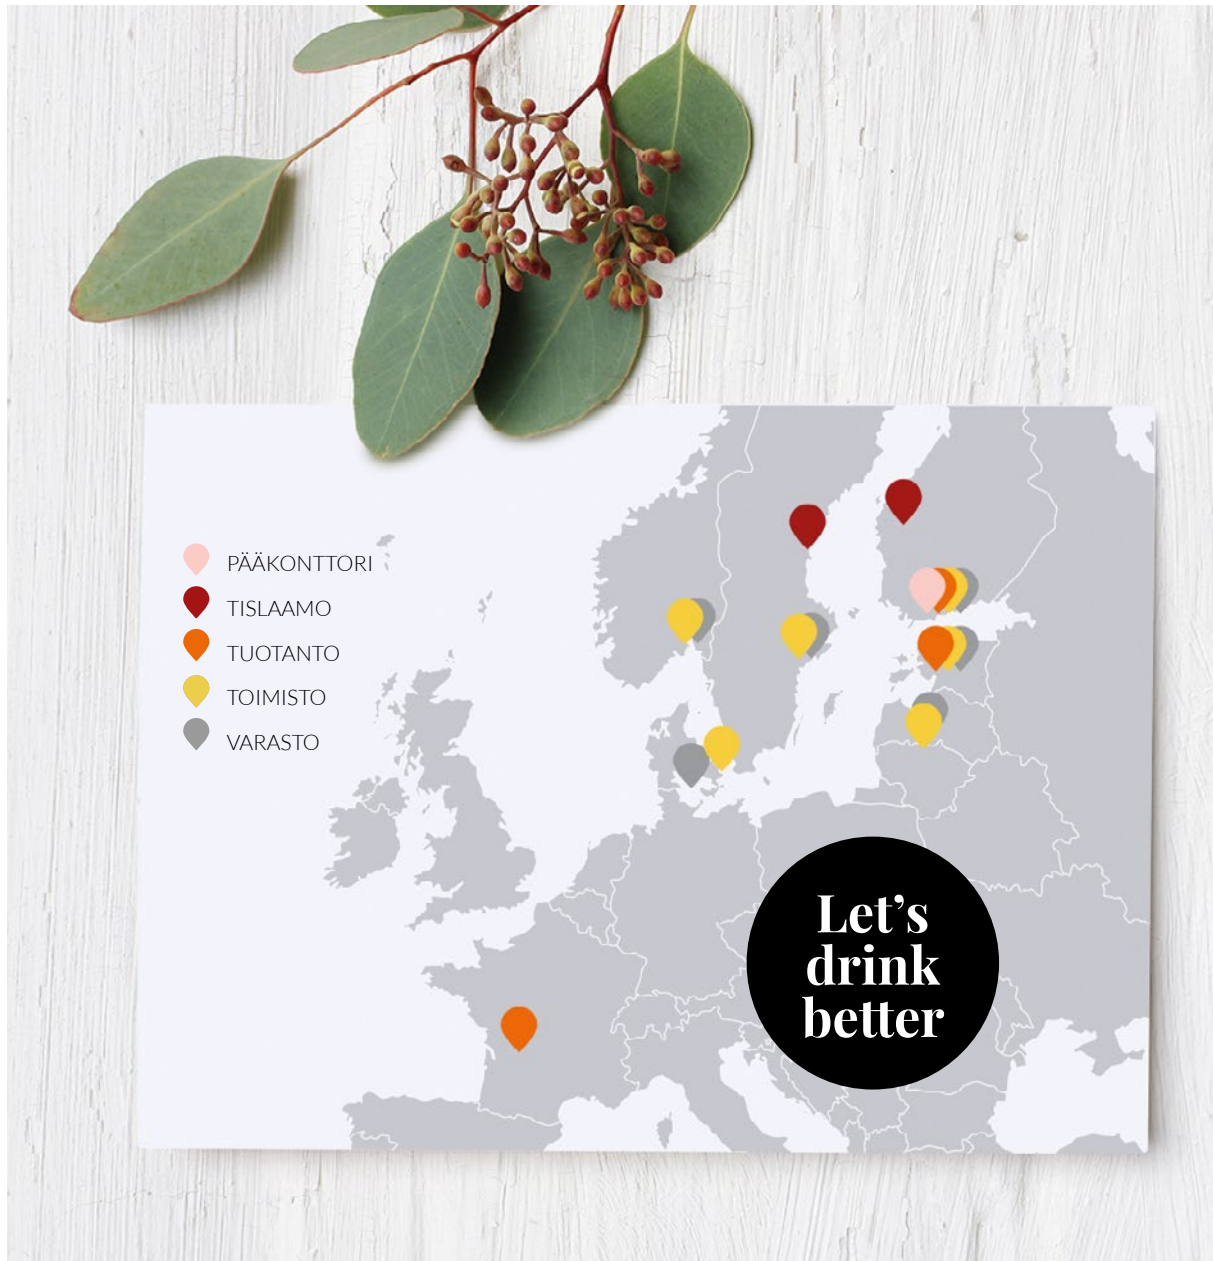 PÄÄKONTTORI
TISLAAMO
TUOTANTO
TOIMISTO
VARASTO
Let’s
drink
better